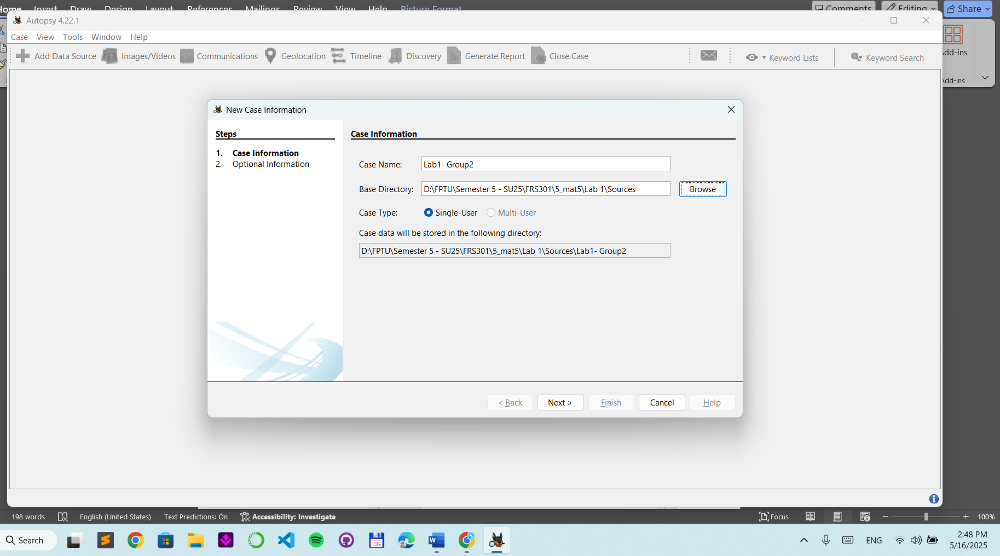 Home Insert Draw Design Layout References Mailings Review View Help Picture Format Comments Editing Share
Autopsy 4.22.1
Case View Tools Window Help
Add Data Source Images/Videos Communications Geolocation Timeline Discovery Generate Report Close Case Keyword Lists Keyword Search
Add-ins
Add-ins
New Case Information
Steps
1. Case Information
2. Optional Information
Case Information
Case Name: Lab1- Group2
Base Directory: D:\FPTU\Semester 5 - SU25\FRS301\5_mat5\Lab 1\Sources Browse
Case Type: Single-User Multi-User
Case data will be stored in the following directory:
D:\FPTU\Semester 5 - SU25\FRS301\5_mat5\Lab 1\Sources\Lab1- Group2
< Back Next > Finish Cancel Help
198 words English (United States) Text Predictions: On Accessibility: Investigate Focus 100%
Search ENG 2:48 PM
5/16/2025